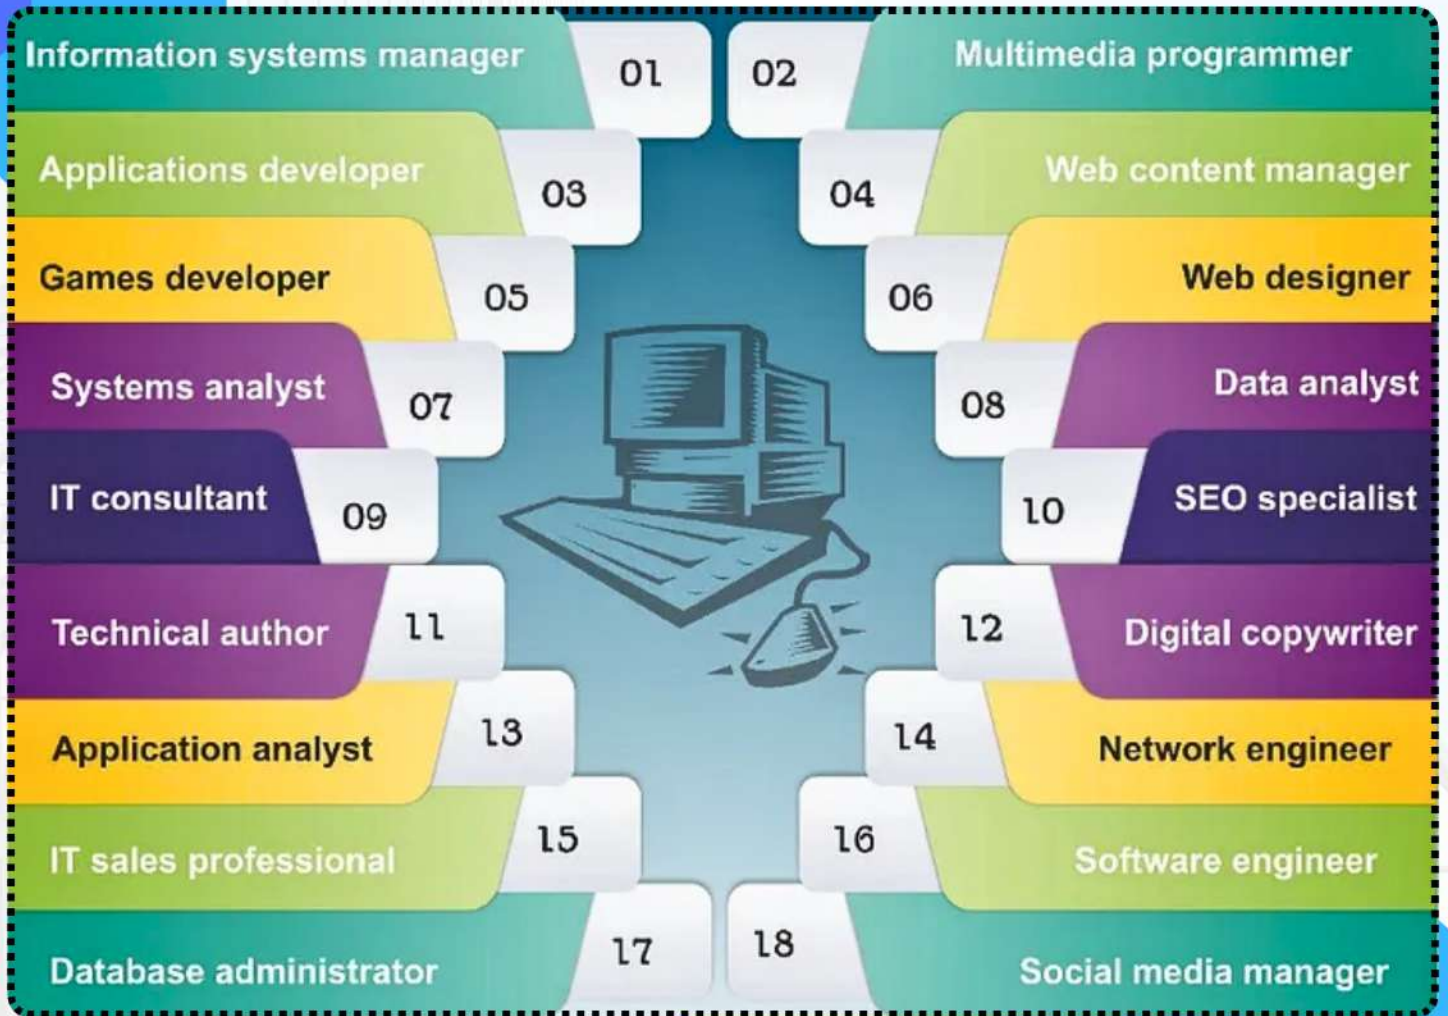 Information systems manager 01
02 Multimedia programmer
Applications developer 03
04 Web content manager
Games developer 05
06 Web designer
Systems analyst 07
08 Data analyst
IT consultant 09
10 SEO specialist
Technical author 11
12 Digital copywriter
Application analyst 13
14 Network engineer
IT sales professional 15
16 Software engineer
Database administrator 17
18 Social media manager